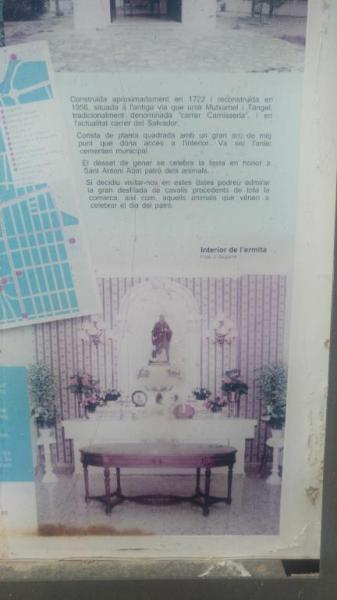 Construïda aproximadament en 1722 i reconstruïda en
1956, situada a l'antiga via que unia Mutxamel i Tàngel,
tradicionalment denominada "carrer Carnisseria", i en
l'actualitat carrer del Salvador.
Consta de planta quadrada amb un gran arc de mig
punt que dóna accés a l'interior. Va ser l'antic
cementeri municipal.
El dèsset de gener se celebra la festa en honor a
Sant Antoni Abat patró dels animals.
Si decidiu visitar-nos en estes dates podreu admirar
la gran desfilada de cavalls procedents de tota la
comarca, així com, aquells animals que vénen a
celebrar el dia del patró.
Interior de l'ermita